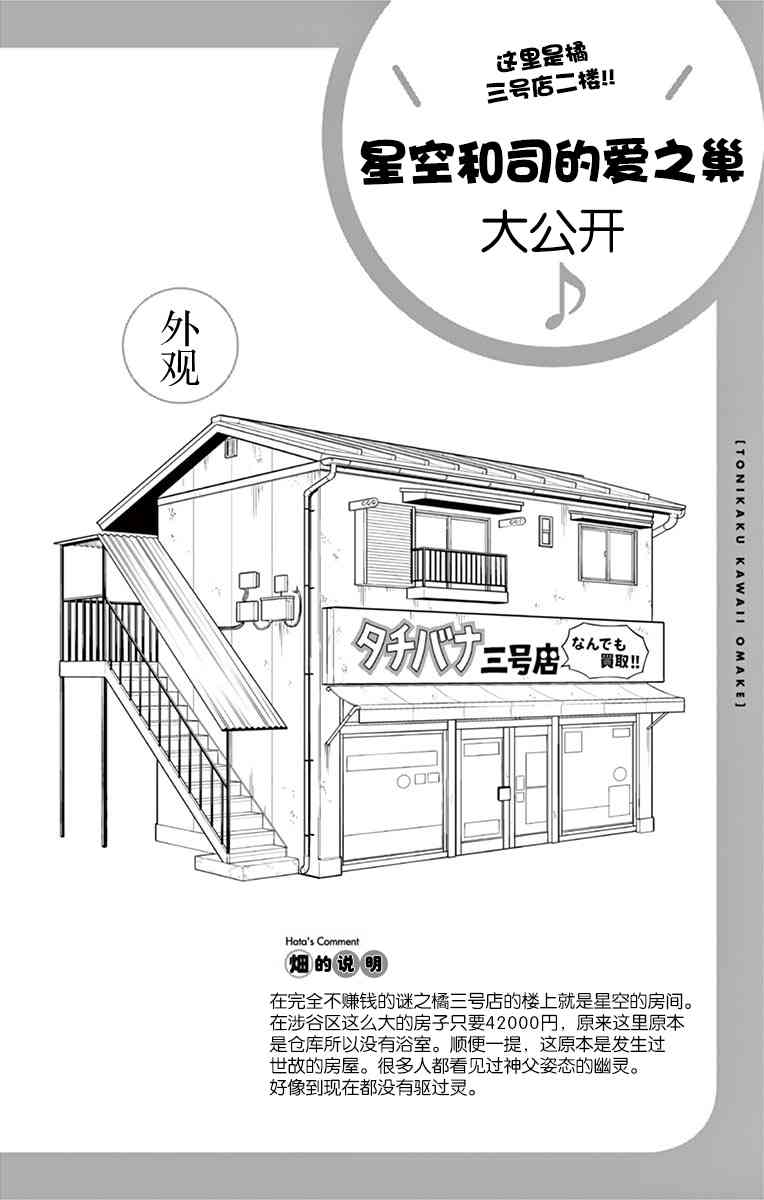 这里是橘
三号店二楼!!
星空和司的爱之巢
大公开
外观
[TONIKAKU KAWAII OMAKE]
タチバナ三号店
なんでも
買取!!
Hata's Comment
畑的说明
在完全不赚钱的谜之橘三号店的楼上就是星空的房间。
在涉谷区这么大的房子只要42000円，原来这里原本
是仓库所以没有浴室。顺便一提，这原本是发生过
世故的房屋。很多人都看见过神父姿态的幽灵。
好像到现在都没有驱过灵。